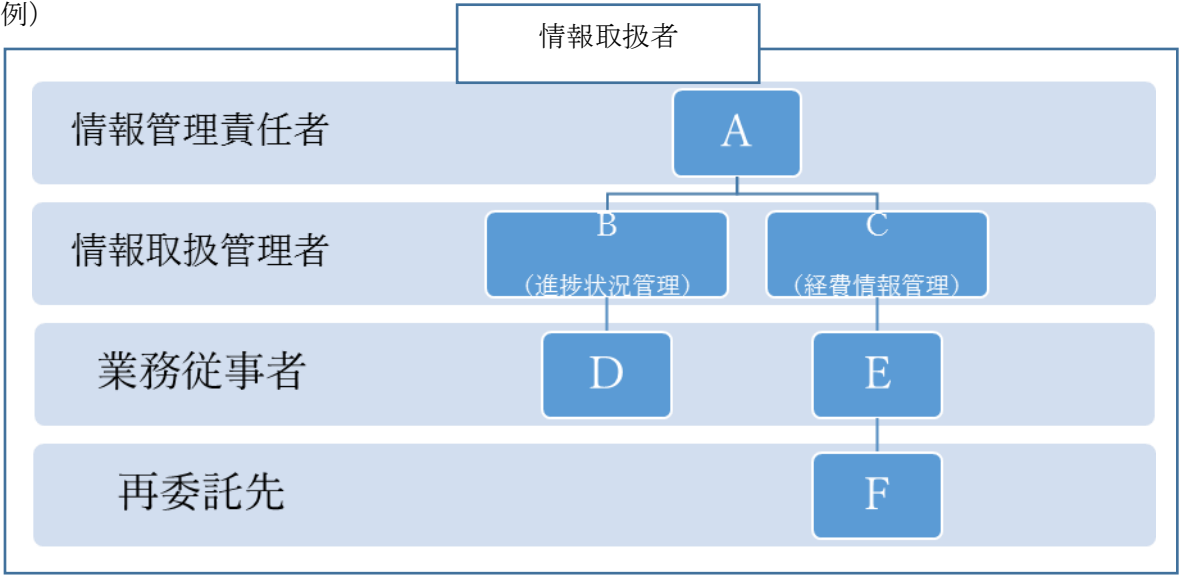 例）
情報取扱者
情報管理責任者
A
情報取扱管理者
B
（進捗状況管理）
C
（経費情報管理）
業務従事者
D
E
再委託先
F